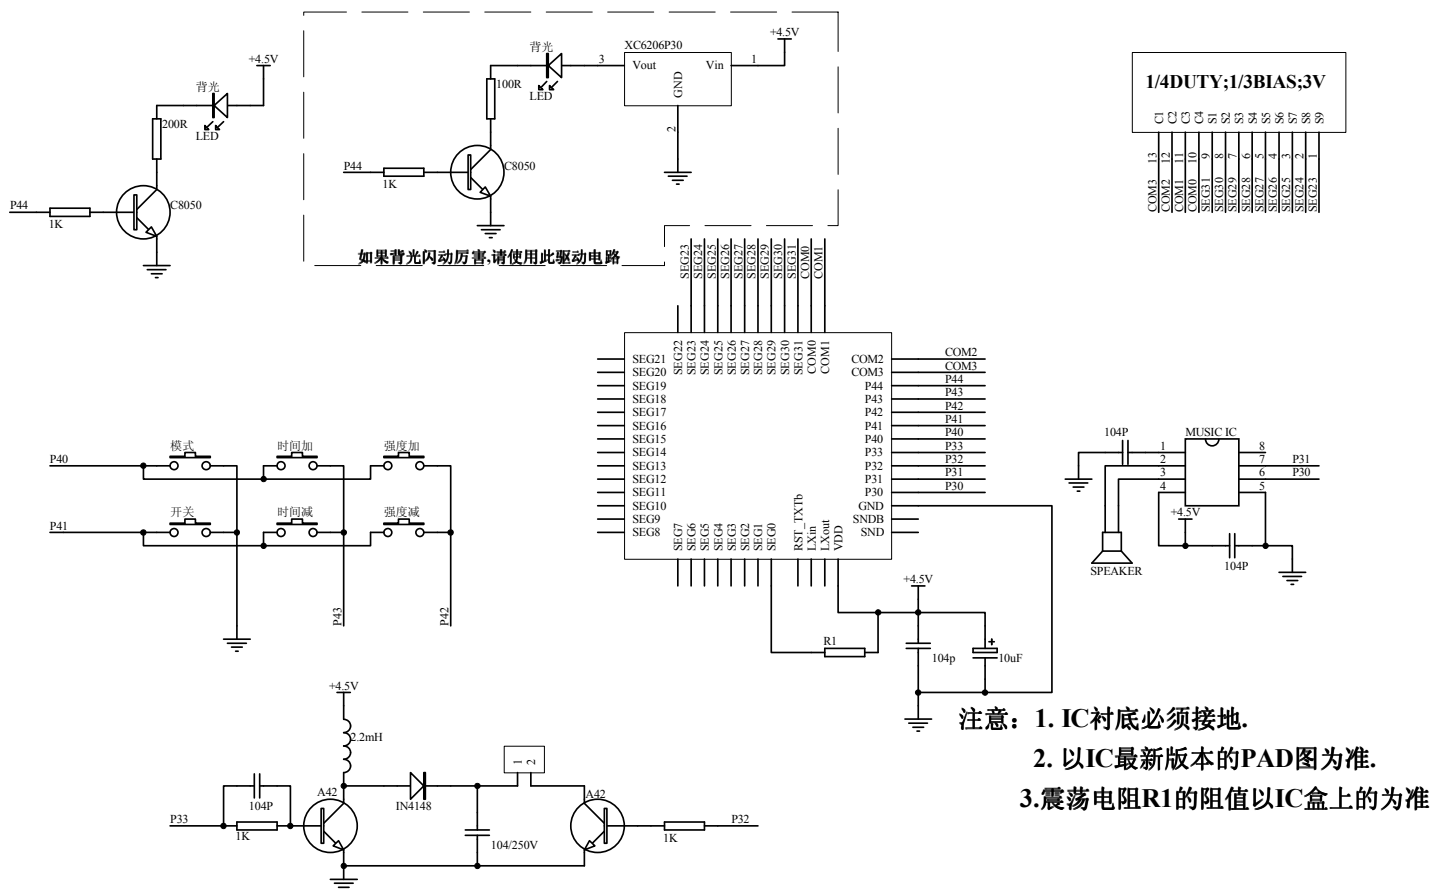 +4.5V
背光
200R
LED
P44
1K
C8050
+4.5V
背光
XC6206P30
3
Vout
Vin
1
GND
2
100R
LED
P44
1K
C8050
如果背光闪动厉害,请使用此驱动电路
1/4DUTY;1/3BIAS;3V
C1 C2 C3 C4 S1 S2 S3 S4 S5 S6 S7 S8 S9
13 12 11 10 9 8 7 6 5 4 3 2 1
COM3 COM2 COM1 COM0 SEG31 SEG30 SEG29 SEG28 SEG27 SEG26 SEG25 SEG24 SEG23
SEG23 SEG24 SEG25 SEG26 SEG27 SEG28 SEG29 SEG30 SEG31 COM0 COM1
SEG22 SEG23 SEG24 SEG25 SEG26 SEG27 SEG28 SEG29 SEG30 SEG31 COM0 COM1
SEG21
SEG20
SEG19
SEG18
SEG17
SEG16
SEG15
SEG14
SEG13
SEG12
SEG11
SEG10
SEG9
SEG8
COM2 COM2
COM3 COM3
P44 P44
P43 P43
P42 P42
P41 P41
P40 P40
P33 P33
P32 P32
P31 P31
P30 P30
GND
SNDB
SND
SEG7 SEG6 SEG5 SEG4 SEG3 SEG2 SEG1 SEG0 RST_TXTb LXin LXout VDD
+4.5V
R1
104p
10uF
+
P40
模式
时间加
强度加
P41
开关
时间减
强度减
P43
P42
104P
MUSIC IC
1
2
3
4
8
7
6
5
P31
P30
+4.5V
104P
SPEAKER
+4.5V
2.2mH
1 2
104P
A42
IN4148
A42
P33
1K
104/250V
1K
P32
注意：1. IC衬底必须接地.
2. 以IC最新版本的PAD图为准.
3.震荡电阻R1的阻值以IC盒上的为准